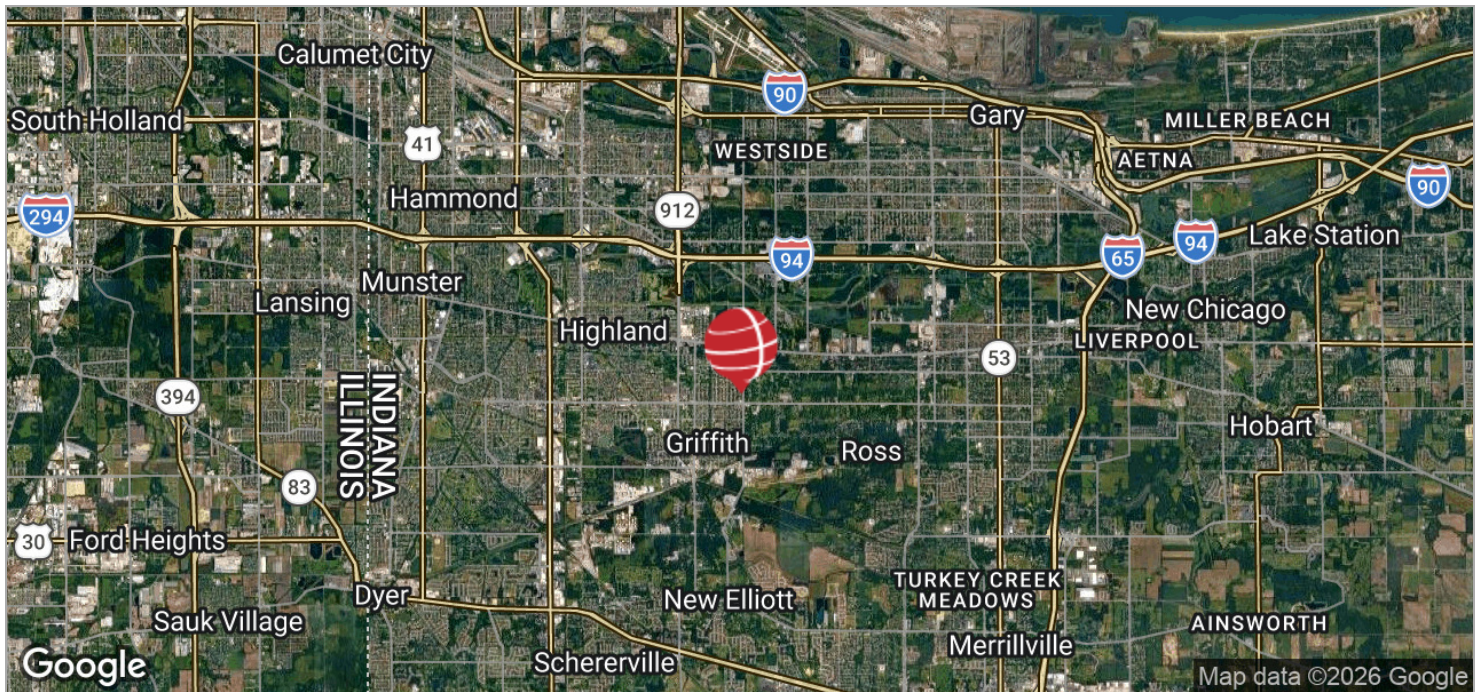 Calumet City
90
South Holland
41
Gary
MILLER BEACH
WESTSIDE
AETNA
90
Hammond
912
294
94
65
94
Lake Station
Munster
Lansing
Highland
New Chicago
LIVERPOOL
53
INDIANA
ILLINOIS
394
Griffith
Ross
Hobart
83
30
Ford Heights
Dyer
New Elliott
TURKEY CREEK
MEADOWS
Sauk Village
AINSWORTH
Merrillville
Schererville
Google
Map data ©2026 Google